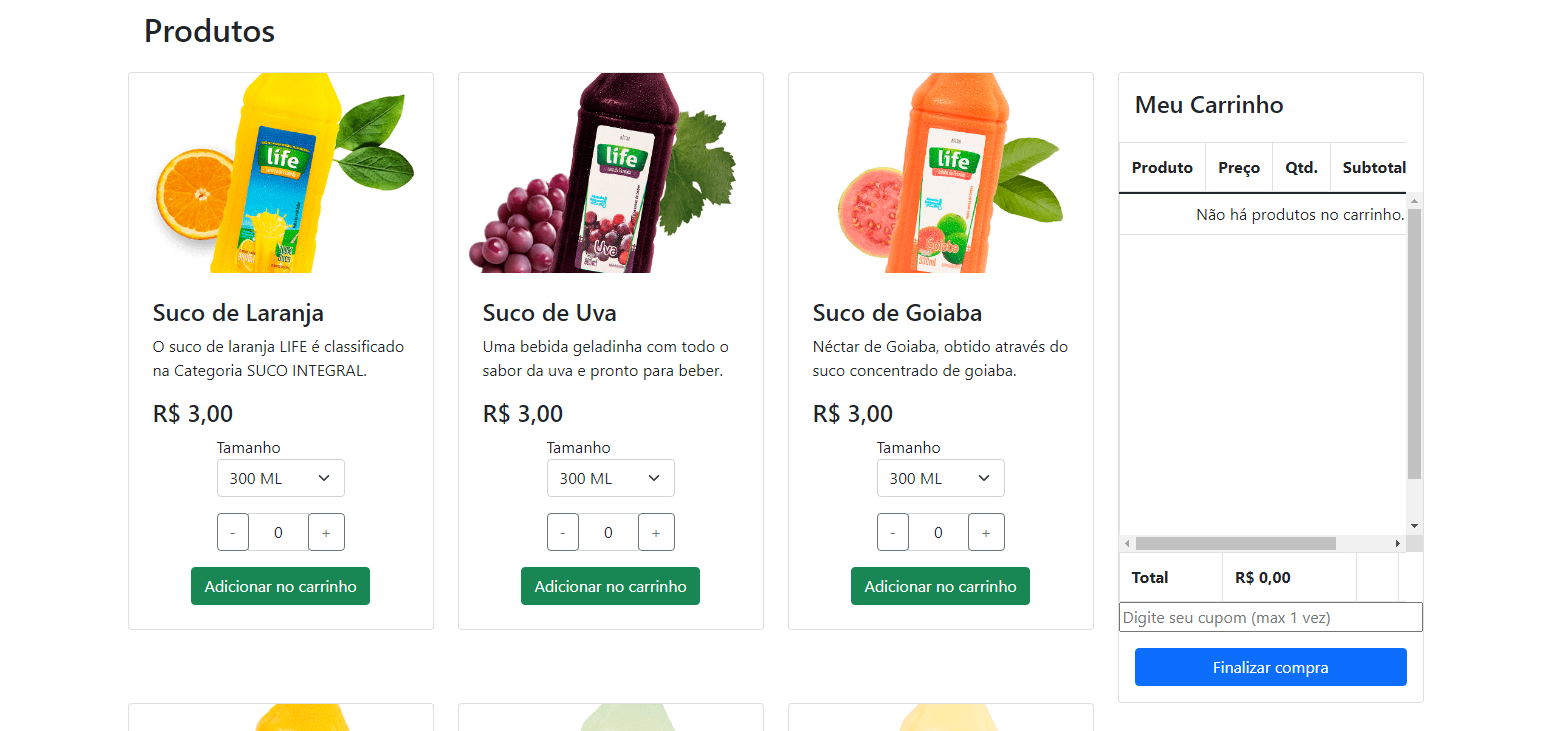 Produtos
life
Suco de Laranja
O suco de laranja LIFE é classificado
na Categoria SUCO INTEGRAL.
R$ 3,00
Tamanho
300 ML
- 0 +
Adicionar no carrinho
life
Uva
Suco de Uva
Uma bebida geladinha com todo o
sabor da uva e pronto para beber.
R$ 3,00
Tamanho
300 ML
- 0 +
Adicionar no carrinho
life
Goiaba
Suco de Goiaba
Néctar de Goiaba, obtido através do
suco concentrado de goiaba.
R$ 3,00
Tamanho
300 ML
- 0 +
Adicionar no carrinho
Meu Carrinho
Produto Preço Qtd. Subtotal
Não há produtos no carrinho.
Total R$ 0,00
Digite seu cupom (max 1 vez)
Finalizar compra